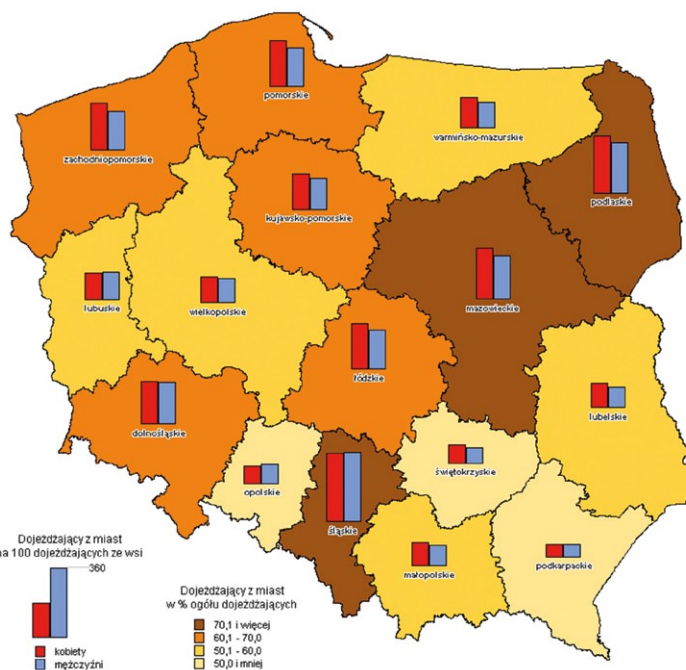 pomorskie
zachodniopomorskie
warmińsko-mazurskie
kujawsko-pomorskie
podlaskie
lubuskie
wielkopolskie
mazowieckie
łódzkie
dolnośląskie
lubelskie
opolskie
śląskie
świętokrzyskie
małopolskie
podkarpackie
Dojeżdżający z miast
na 100 dojeżdżających ze wsi
360
kobiety
mężczyźni
Dojeżdżający z miast
w % ogółu dojeżdżających
70,1 i więcej
60,1 - 70,0
50,1 - 60,0
50,0 i mniej